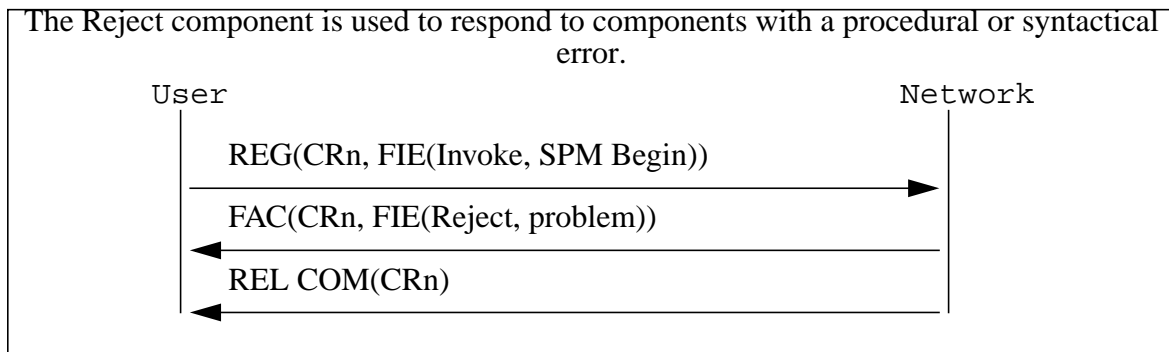 The Reject component is used to respond to components with a procedural or syntactical
error.
User Network
REG(CRn, FIE(Invoke, SPM Begin))
FAC(CRn, FIE(Reject, problem))
REL COM(CRn)